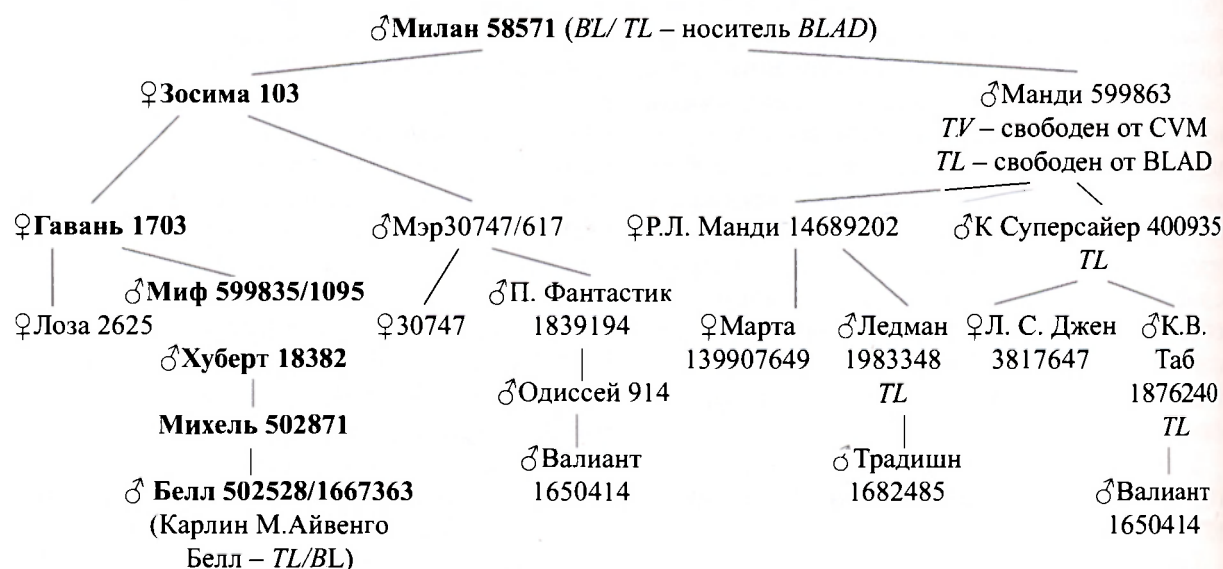 ♂Милан 58571 (BL/ TL – носитель BLAD)
♀Зосима 103
♂Манди 599863
TV – свободен от CVM
TL – свободен от BLAD
♀Гавань 1703
♂Мэр30747/617
♀Р.Л. Манди 14689202
♂К Суперсайер 400935
TL
♀Лоза 2625
♂Миф 599835/1095
♂Хуберт 18382
Михель 502871
♂ Белл 502528/1667363
(Карлин М.Айвенго
Белл – TL/BL)
♀30747
♂П. Фантастик
1839194
♂Одиссей 914
♂Валиант
1650414
♀Марта
139907649
♂Ледман
1983348
TL
♂Традишн
1682485
♀Л. С. Джен
3817647
♂К.В.
Таб
1876240
TL
♂Валиант
1650414